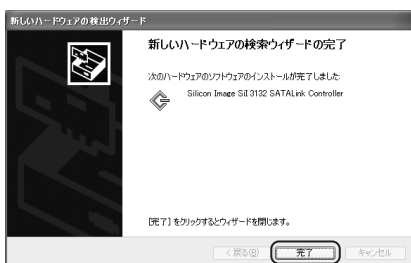 新しいハードウェアの検出ウィザード
新しいハードウェアの検索ウィザードの完了
次のハードウェアのソフトウェアのインストールが完了しました:
Silicon Image SiI 3132 SATALink Controller
[完了] をクリックするとウィザードを閉じます。
< 戻る(B)
完了
キャンセル